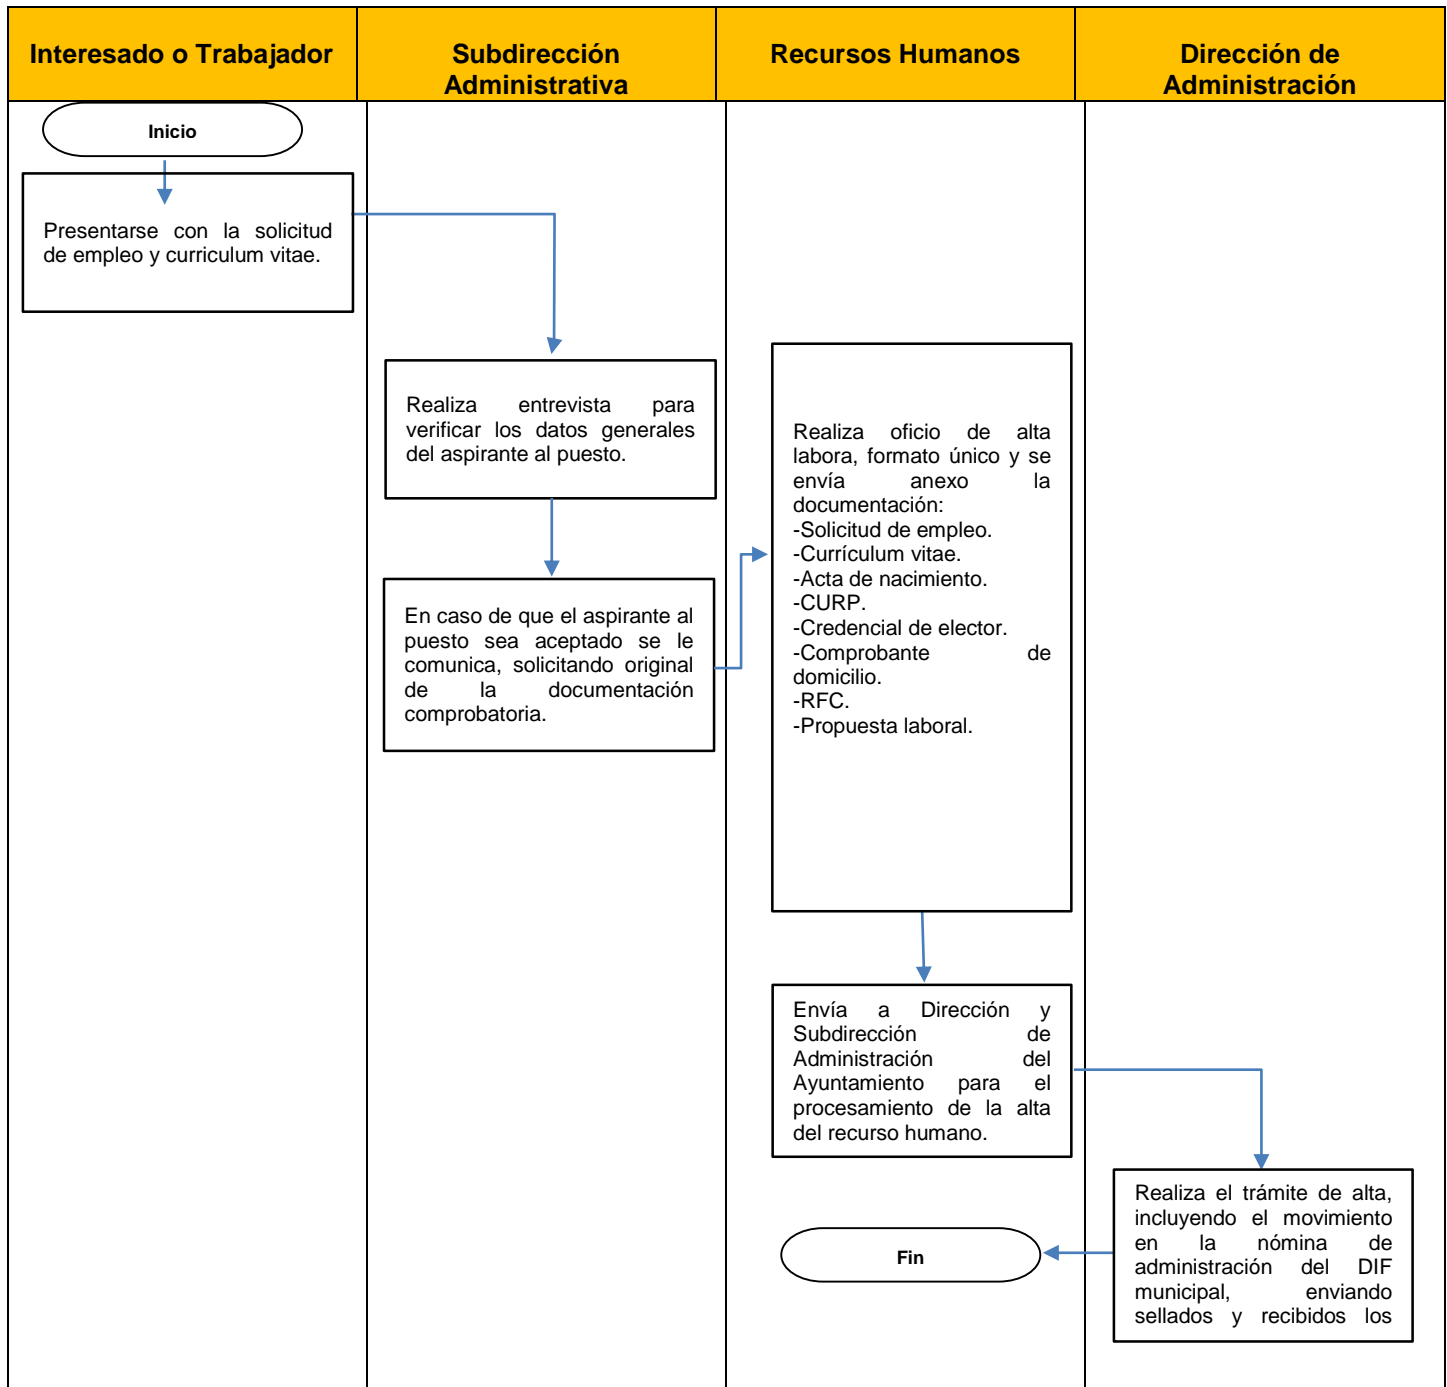 Interesado o Trabajador
Subdirección
Administrativa
Recursos Humanos
Dirección de
Administración
Inicio
Presentarse con la solicitud
de empleo y curriculum vitae.
Realiza entrevista para
verificar los datos generales
del aspirante al puesto.
En caso de que el aspirante al
puesto sea aceptado se le
comunica, solicitando original
de la documentación
comprobatoria.
Realiza oficio de alta
labora, formato único y se
envía anexo la
documentación:
-Solicitud de empleo.
-Currículum vitae.
-Acta de nacimiento.
-CURP.
-Credencial de elector.
-Comprobante de
domicilio.
-RFC.
-Propuesta laboral.
Envía a Dirección y
Subdirección de
Administración del
Ayuntamiento para el
procesamiento de la alta
del recurso humano.
Realiza el trámite de alta,
incluyendo el movimiento
en la nómina de
administración del DIF
municipal, enviando
sellados y recibidos los
Fin